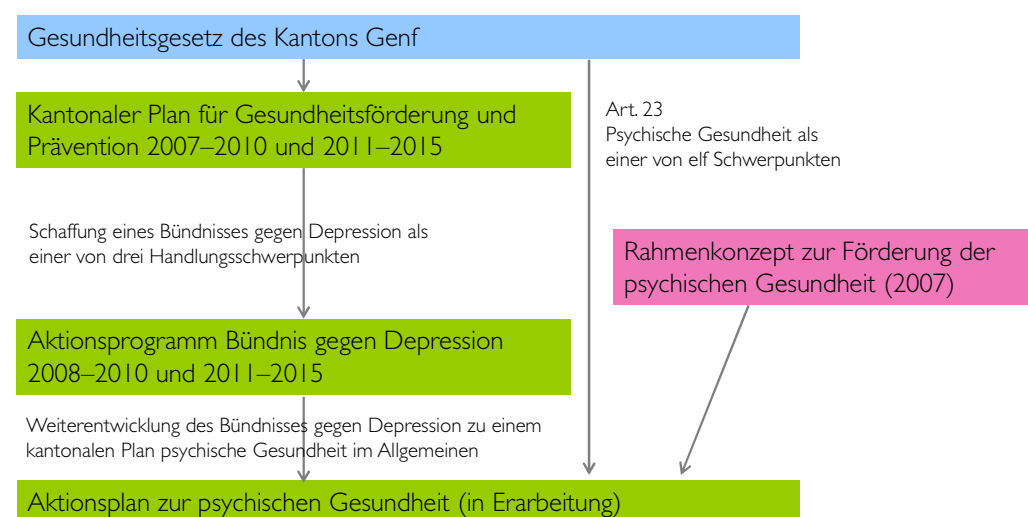 Gesundheitsgesetz des Kantons Genf
Kantonaler Plan für Gesundheitsförderung und
Prävention 2007–2010 und 2011–2015
Art. 23
Psychische Gesundheit als
einer von elf Schwerpunkten
Schaffung eines Bündnisses gegen Depression als
einer von drei Handlungsschwerpunkten
Rahmenkonzept zur Förderung der
psychischen Gesundheit (2007)
Aktionsprogramm Bündnis gegen Depression
2008–2010 und 2011–2015
Weiterentwicklung des Bündnisses gegen Depression zu einem
kantonalen Plan psychische Gesundheit im Allgemeinen
Aktionsplan zur psychischen Gesundheit (in Erarbeitung)